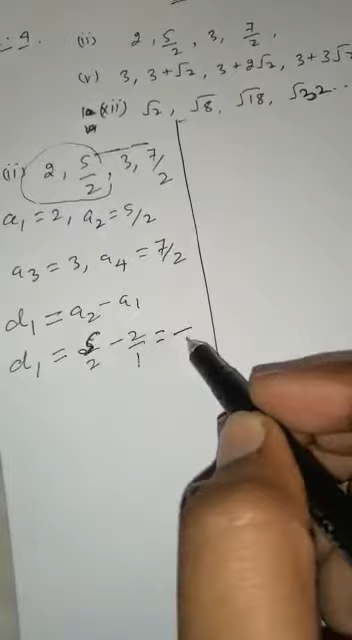 (ii) 2, 5/2, 3, 7/2,
(v) 3, 3+√2, 3+2√2, 3+3√2
(xii) √2, √8, √18, √32...
(ii) 2, 5/2, 3, 7/2
a₁ = 2, a₂ = 5/2
a₃ = 3, a₄ = 7/2
d₁ = a₂ - a₁
d₁ = 5/2 - 2/1 =